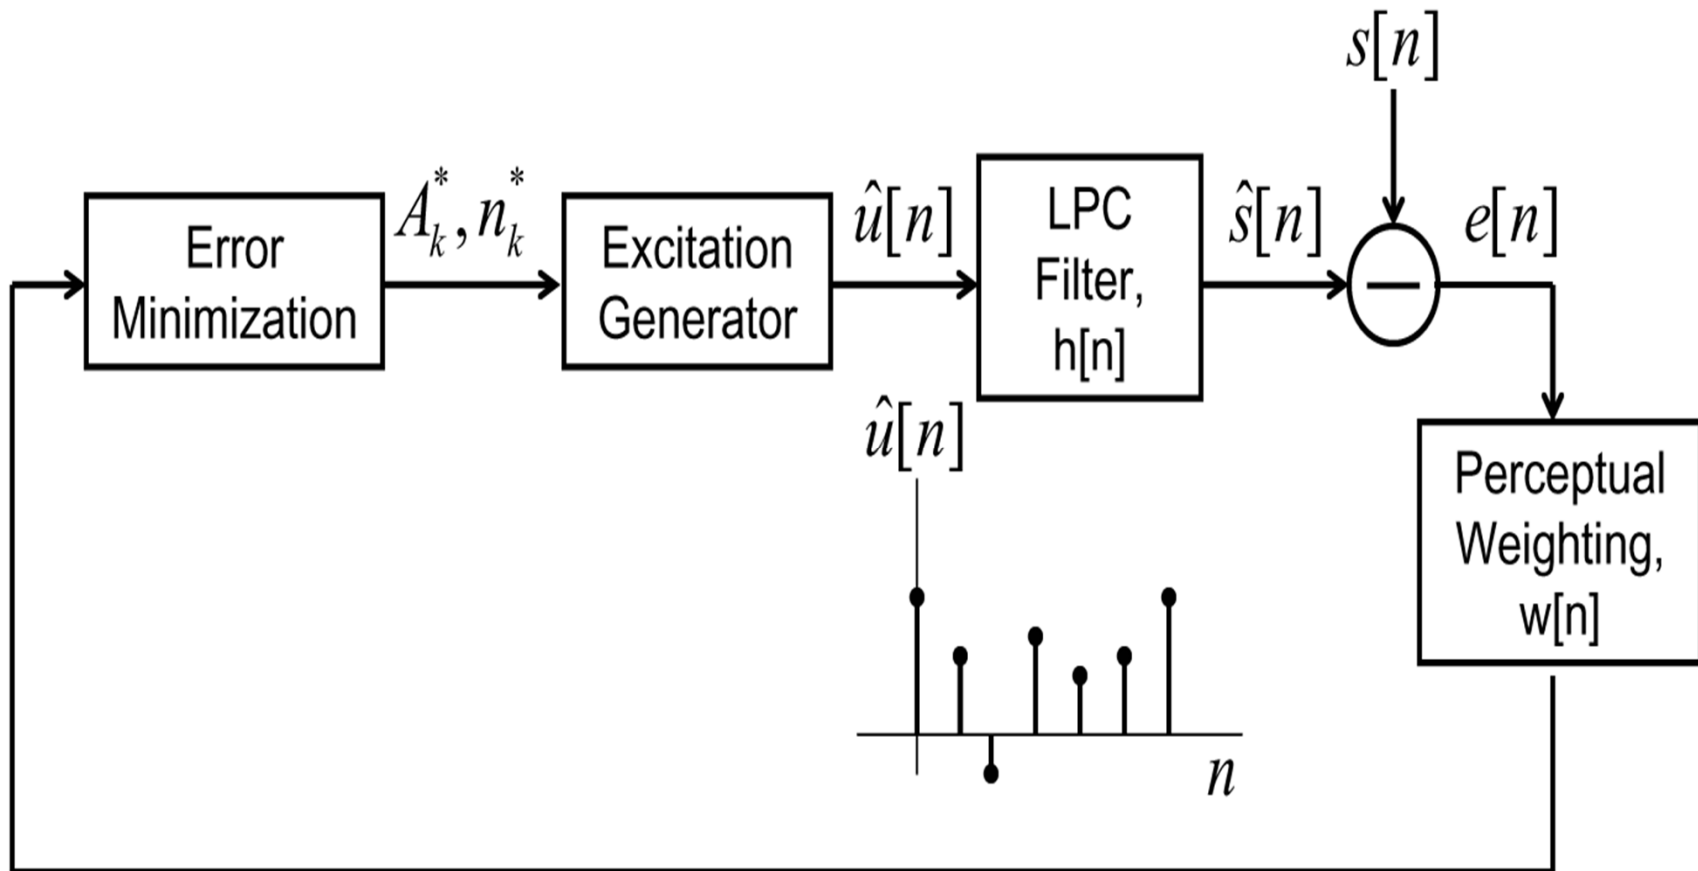 s[n]
Error
Minimization
A*k, n*k
Excitation
Generator
û[n]
LPC
Filter,
h[n]
ŝ[n]
e[n]
û[n]
n
Perceptual
Weighting,
w[n]